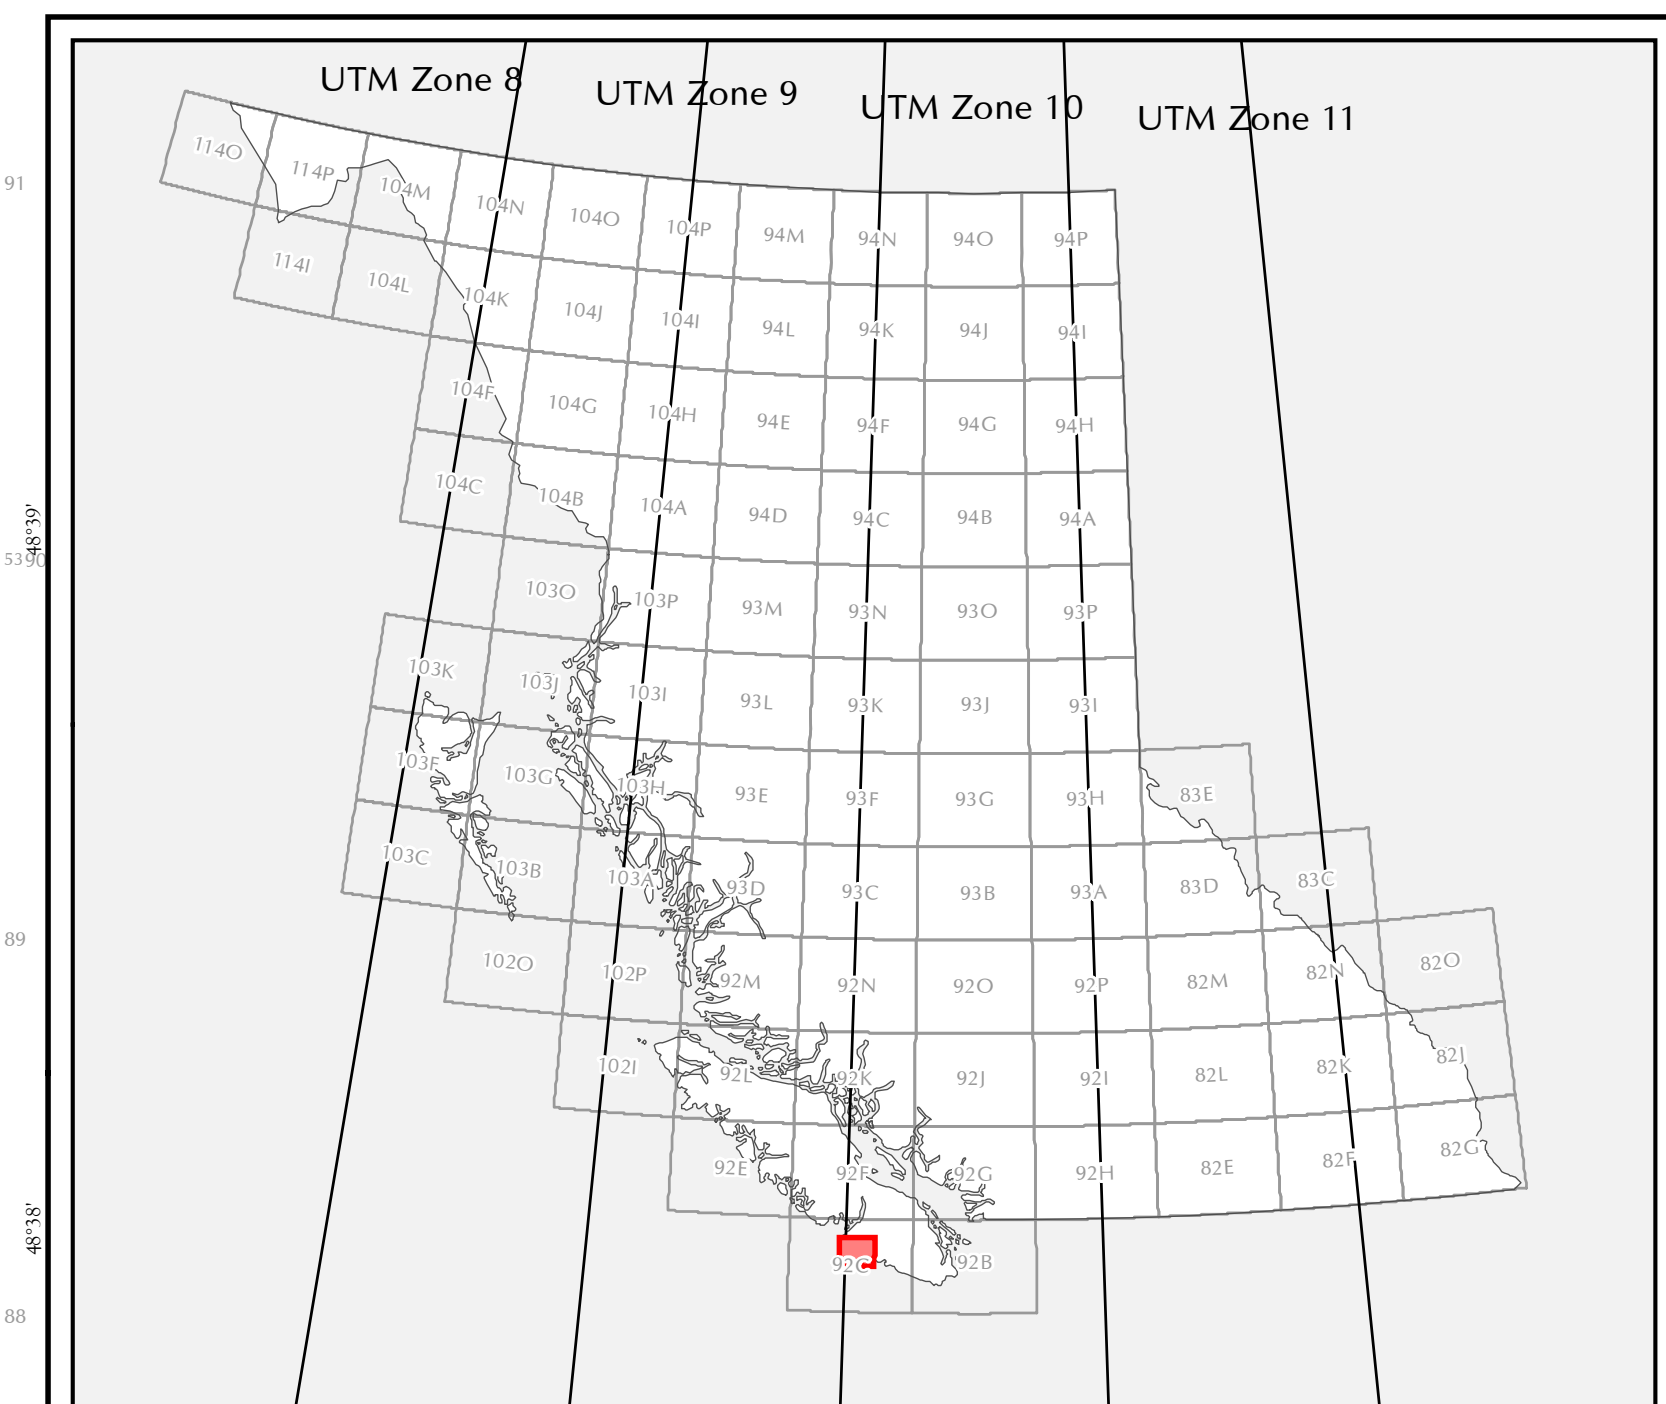 UTM Zone 8
UTM Zone 9
UTM Zone 10
UTM Zone 11
114O 114P 104M 104N 104O 104P 94M 94N 94O 94P
91
114I 104L 104K 104J 104I 94L 94K 94J 94I
104F 104G 104H 94E 94F 94G 94H
104C 104B 104A 94D 94C 94B 94A
48°39'
5390
103O 103P 93M 93N 93O 93P
103K 103J 103I 93L 93K 93J 93I
103F 103G 103H 93E 93F 93G 93H 83E
103C 103B 103A 93D 93C 93B 93A 83D 83C
89
102O 102P 92M 92N 92O 92P 82M 82N 82O
102I 92L 92K 92J 92I 82L 82K 82J
92E 92F 92G 92H 82E 82F 82G
48°38'
92C 92B
88